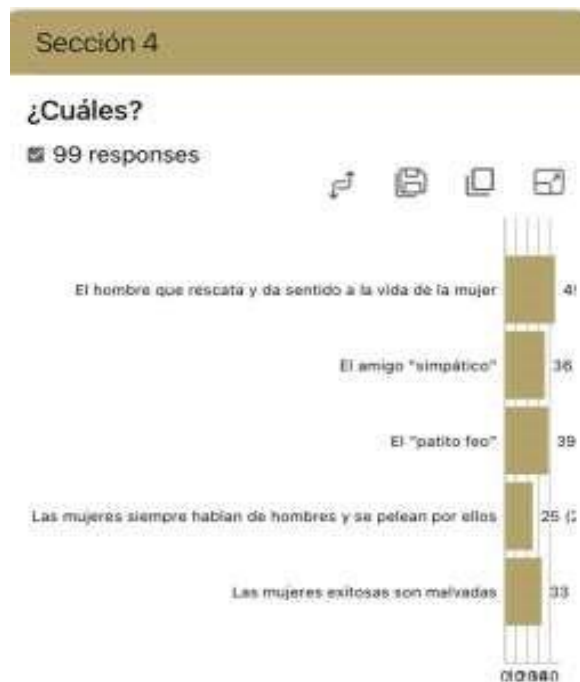 Sección 4
¿Cuáles?
99 responses
El hombre que rescata y da sentido a la vida de la mujer
El amigo "simpático" 36
El "patito feo" 39
Las mujeres siempre hablan de hombres y se pelean por ellos 25
Las mujeres exitosas son malvadas 33